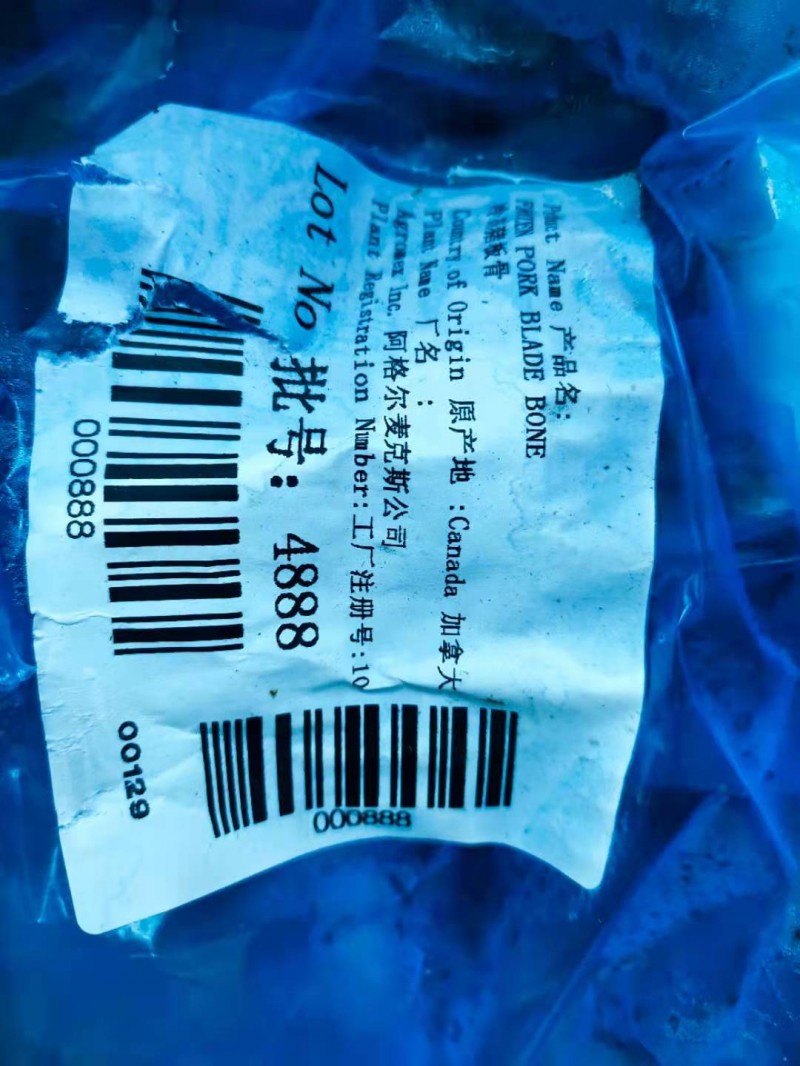 Product Name 产品名:
FROZEN PORK BLADE BONE
板骨
Country of Origin 原产地 :Canada 加拿大
Plant Name 厂名 :
Agromex Inc. 阿格尔麦克斯公司
Plant Registration Number:工厂注册号:10
Lot No 批号: 4888
000888
000888
00129